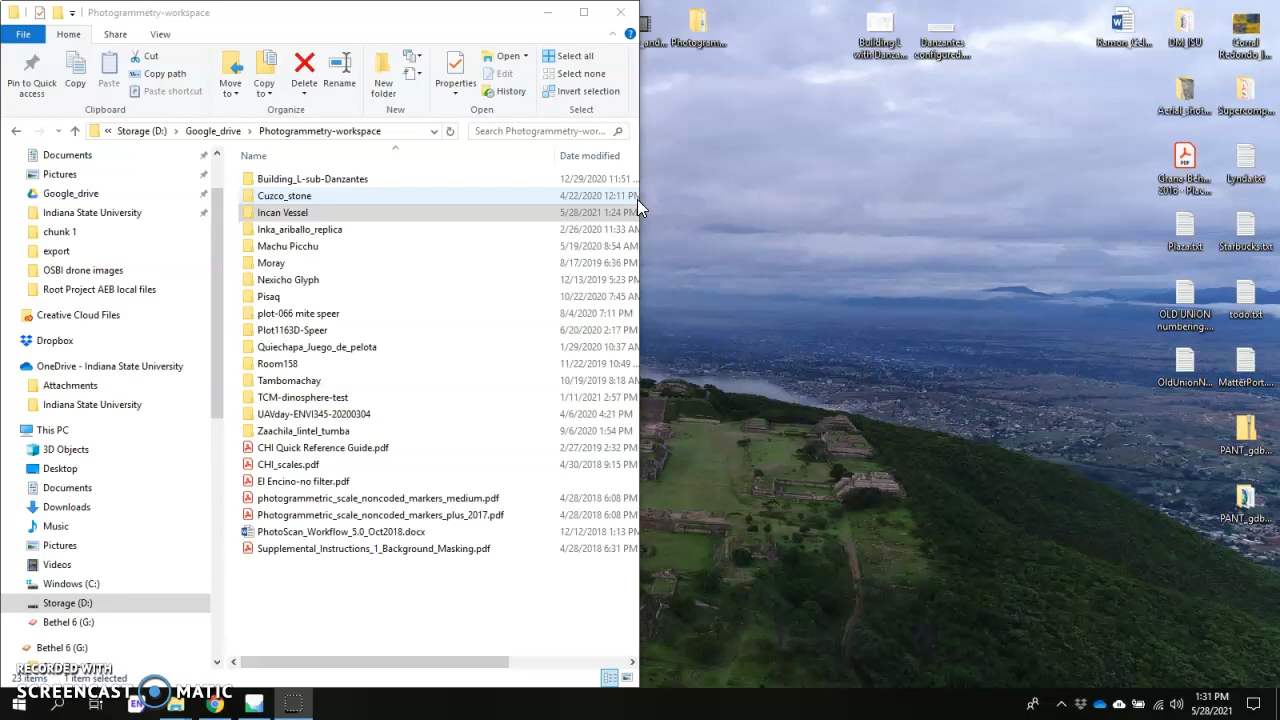 Photogrammetry-workspace
File Home Share View
Pin to Quick access
Copy
Paste
Cut
Copy path
Paste shortcut
Clipboard
Move to
Copy to
Delete
Rename
Organize
New folder
New
Properties
Open
Edit
History
Open
Select all
Select none
Invert selection
Select
« Storage (D:) > Google_drive > Photogrammetry-workspace
Search Photogrammetry-wor...
Documents
Pictures
Google_drive
Indiana State University
chunk 1
export
OSBI drone images
Root Project AEB local files
Creative Cloud Files
Dropbox
OneDrive - Indiana State University
Attachments
Indiana State University
This PC
3D Objects
Desktop
Documents
Downloads
Music
Pictures
Videos
Windows (C:)
Storage (D:)
Bethel 6 (G:)
Bethel 6 (G:)
Name Date modified
Building_L-sub-Danzantes 12/29/2020 11:51 ...
Cuzco_stone 4/22/2020 12:11 PM
Incan Vessel 5/28/2021 1:24 PM
Inka_ariballo_replica 2/26/2020 11:33 AM
Machu Picchu 5/19/2020 8:54 AM
Moray 8/17/2019 6:36 PM
Nexicho Glyph 12/13/2019 5:23 PM
Pisaq 10/22/2020 7:45 AM
plot-066 mite speer 8/4/2020 7:11 PM
Plot1163D-Speer 6/20/2020 2:17 PM
Quiechapa_Juego_de_pelota 1/29/2020 10:37 AM
Room158 11/22/2019 10:49 ...
Tambomachay 10/19/2019 8:18 AM
TCM-dinosphere-test 1/11/2021 2:57 PM
UAVday-ENVI345-20200304 4/6/2020 4:21 PM
Zaachila_lintel_tumba 9/6/2020 1:54 PM
CHI Quick Reference Guide.pdf 2/27/2019 2:32 PM
CHI_scales.pdf 4/30/2018 9:15 PM
El Encino-no filter.pdf
photogrammetric_scale_noncoded_markers_medium.pdf 4/28/2018 6:08 PM
Photogrammetric_scale_noncoded_markers_plus_2017.pdf 4/28/2018 6:08 PM
PhotoScan_Workflow_5.0_Oct2018.docx 12/12/2018 1:13 PM
Supplemental_Instructions_1_Background_Masking.pdf 4/28/2018 6:31 PM
23 items 1 item selected
RECORDED WITH
SCREENCAST MATIC
Photogram...
Building L with Danza...
Danzantes configured....
Ramon_Cel...
DMJ_ISU
Corral Redondo_J...
Aerial_shot...
Supercomp...
Grana-Beh... 2018 - Plac...
Lynda.txt
Plaza.txt
Starbucks.txt
OLD UNION numbering....
todo.txt
OldUnionN...
MatterPort....
PANT_gdb...
PANT_gdb...
1:31 PM
5/28/2021